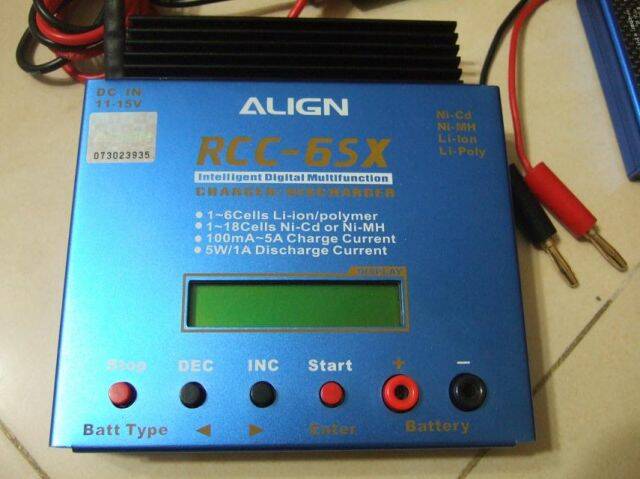 DC IN
11-15V
ALIGN
073023935
RCC-6SX
Intelligent Digital Multifunction
CHARGER/DISCHARGER
Ni-Cd
Ni-MH
Li-Ion
Li-Poly
● 1~6Cells Li-ion/polymer
● 1~18Cells Ni-Cd or Ni-MH
● 100mA~5A Charge Current
● 5W/1A Discharge Current
DISPLAY
Stop DEC INC Start + −
Batt Type ◄ ► Enter Battery